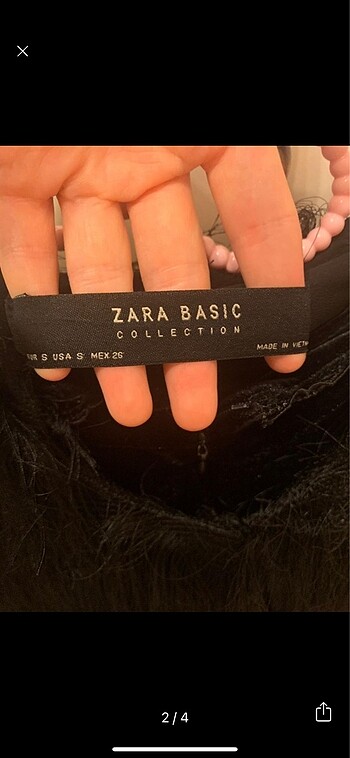 ZARA BASIC
COLLECTION
S USA S MEX 26
MADE IN
2/4